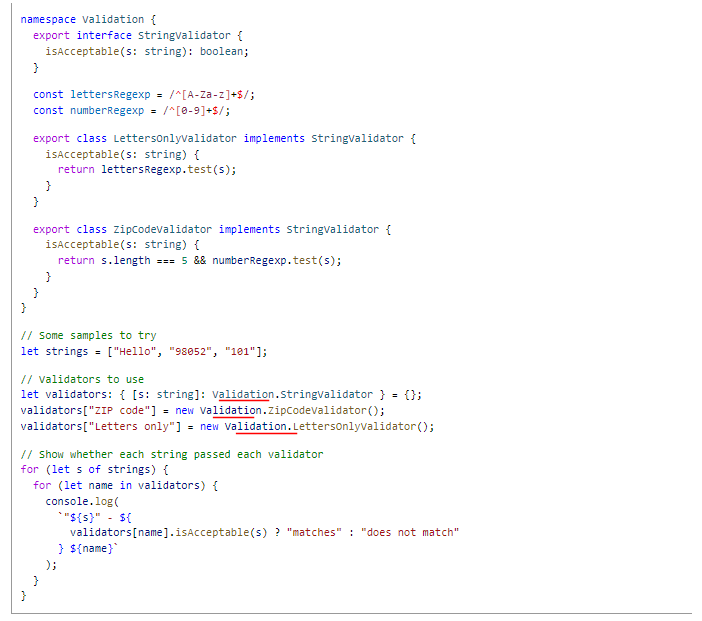 namespace Validation {
  export interface StringValidator {
    isAcceptable(s: string): boolean;
  }

  const lettersRegexp = /^[A-Za-z]+$/;
  const numberRegexp = /^[0-9]+$/;

  export class LettersOnlyValidator implements StringValidator {
    isAcceptable(s: string) {
      return lettersRegexp.test(s);
    }
  }

  export class ZipCodeValidator implements StringValidator {
    isAcceptable(s: string) {
      return s.length === 5 && numberRegexp.test(s);
    }
  }
}

// Some samples to try
let strings = ["Hello", "98052", "101"];

// Validators to use
let validators: { [s: string]: Validation.StringValidator } = {};
validators["ZIP code"] = new Validation.ZipCodeValidator();
validators["Letters only"] = new Validation.LettersOnlyValidator();

// Show whether each string passed each validator
for (let s of strings) {
  for (let name in validators) {
    console.log(
      `"${s}" - ${
        validators[name].isAcceptable(s) ? "matches" : "does not match"
      } ${name}`
    );
  }
}